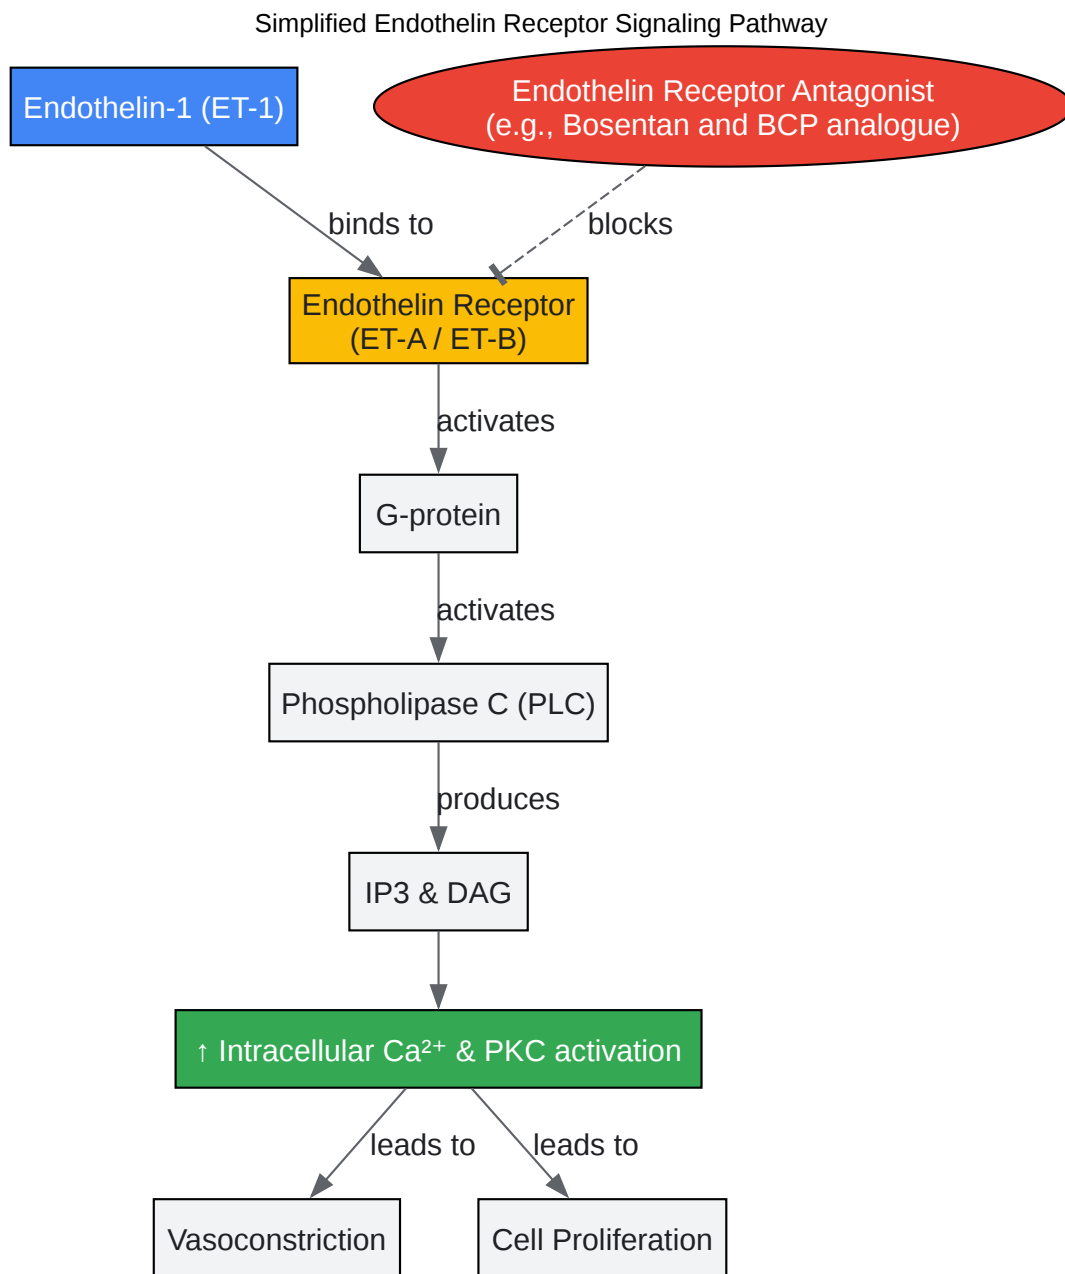 Simplified Endothelin Receptor Signaling Pathway
Endothelin-1 (ET-1)
Endothelin Receptor Antagonist
(e.g., Bosentan and BCP analogue)
binds to
blocks
Endothelin Receptor
(ET-A / ET-B)
activates
G-protein
activates
Phospholipase C (PLC)
produces
IP3 & DAG
↑ Intracellular Ca²⁺ & PKC activation
leads to
leads to
Vasoconstriction
Cell Proliferation